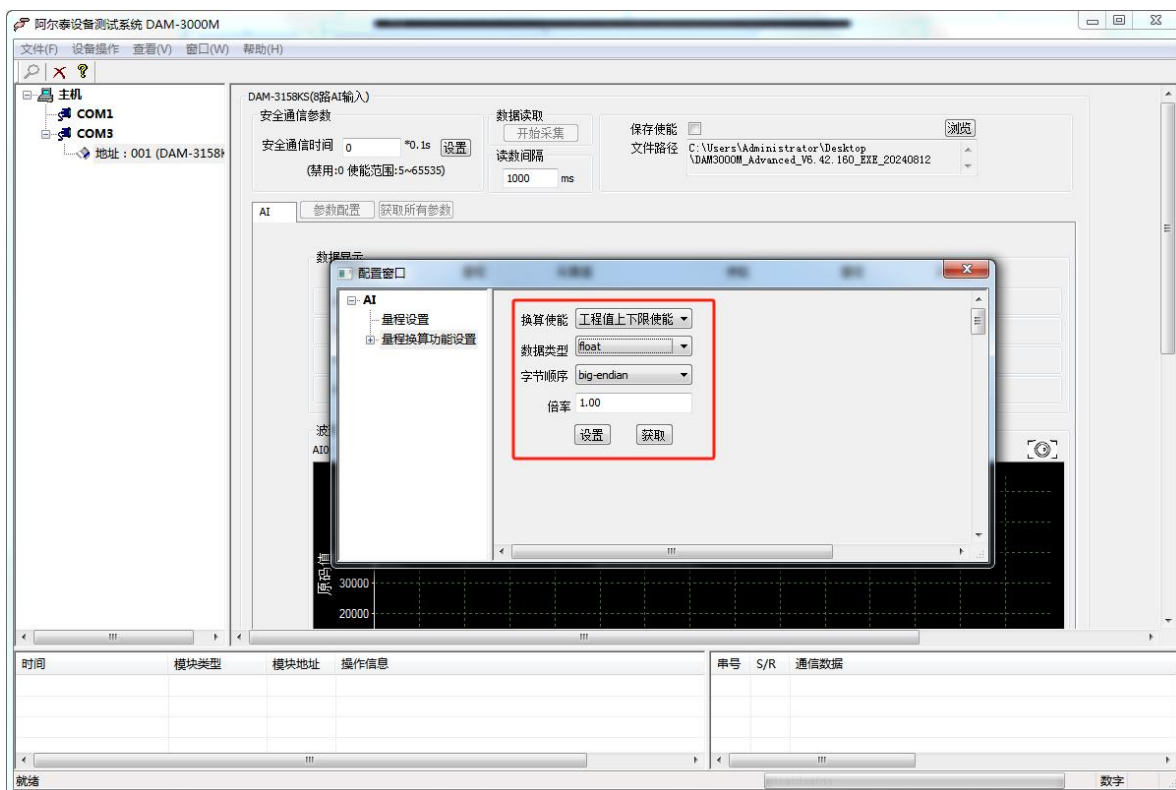 阿尔泰设备测试系统 DAM-3000M
文件(F) 设备操作 查看(V) 窗口(W) 帮助(H)
主机
COM1
COM3
地址：001 (DAM-3158K
DAM-3158KS(8路AI输入)
安全通信参数
安全通信时间 0 *0.1s 设置
(禁用:0 使能范围:5~65535)
数据读取
开始采集
读数间隔
1000 ms
保存使能 浏览
文件路径 C:\Users\Administrator\Desktop
\DAM3000M_Advanced_V6.42.160_EXE_20240812
AI 参数配置 获取所有参数
数据显示
配置窗口
AI
量程设置
量程换算功能设置
换算使能 工程值上下限使能
数据类型 float
字节顺序 big-endian
倍率 1.00
设置 获取
波
AI0
原码值
30000
20000
时间 模块类型 模块地址 操作信息
串号 S/R 通信数据
就绪
数字